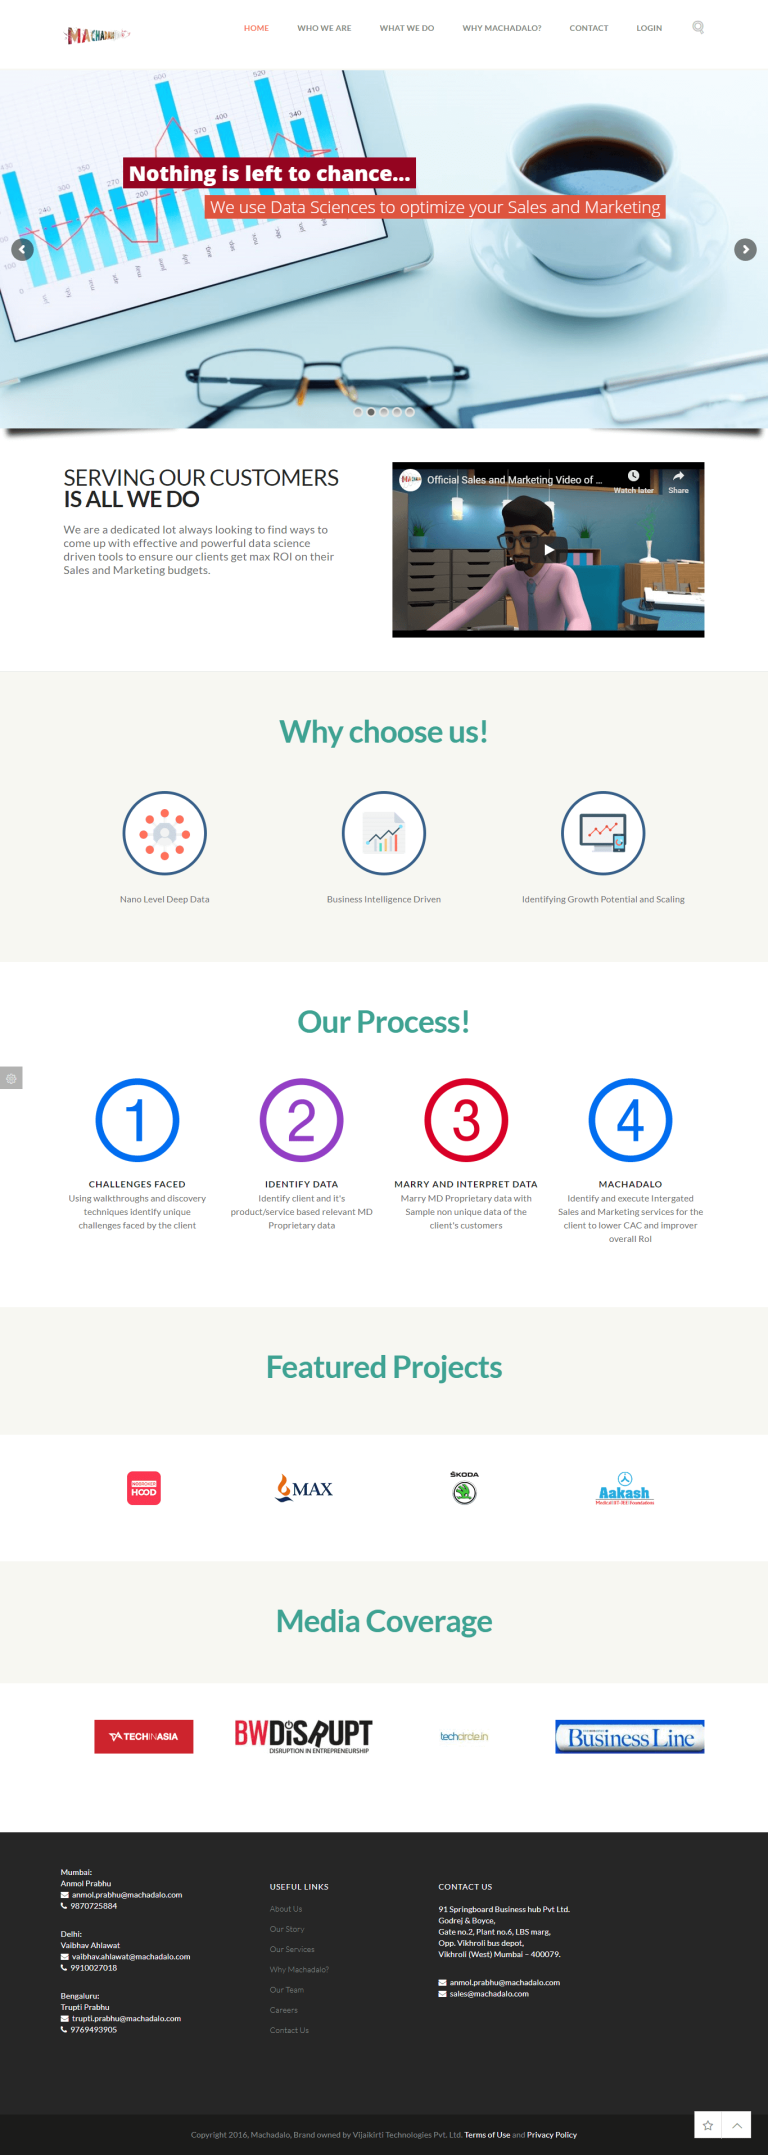 MACHADALO
HOME WHO WE ARE WHAT WE DO WHY MACHADALO? CONTACT LOGIN
Nothing is left to chance...
We use Data Sciences to optimize your Sales and Marketing
SERVING OUR CUSTOMERS
IS ALL WE DO
We are a dedicated lot always looking to find ways to
come up with effective and powerful data science
driven tools to ensure our clients get max ROI on their
Sales and Marketing budgets.
Official Sales and Marketing Video of ...
Watch later Share
Why choose us!
Nano Level Deep Data
Business Intelligence Driven
Identifying Growth Potential and Scaling
Our Process!
1 2 3 4
CHALLENGES FACED
Using walkthroughs and discovery
techniques identify unique
challenges faced by the client
IDENTIFY DATA
Identify client and it's
product/service based relevant MD
Proprietary data
MARRY AND INTERPRET DATA
Marry MD Proprietary data with
Sample non unique data of the
client's customers
MACHADALO
Identify and execute Intergated
Sales and Marketing services for the
client to lower CAC and improver
overall RoI
Featured Projects
HOOD
MAX
ŠKODA
Aakash
Medical|IIT-JEE|Foundations
Media Coverage
TECHINASIA
BW DISRUPT
DISRUPTION IN ENTREPRENEURSHIP
techcircle.in
Business Line
Mumbai:
Anmol Prabhu
anmol.prabhu@machadalo.com
9870725884
Delhi:
Vaibhav Ahlawat
vaibhav.ahlawat@machadalo.com
9910027018
Bengaluru:
Trupti Prabhu
trupti.prabhu@machadalo.com
9769493905
USEFUL LINKS
About Us
Our Story
Our Services
Why Machadalo?
Our Team
Careers
Contact Us
CONTACT US
91 Springboard Business hub Pvt Ltd.
Godrej & Boyce,
Gate no.2, Plant no.6, LBS marg,
Opp. Vikhroli bus depot,
Vikhroli (West) Mumbai – 400079.
anmol.prabhu@machadalo.com
sales@machadalo.com
Copyright 2016, Machadalo, Brand owned by Vijaikirti Technologies Pvt. Ltd. Terms of Use and Privacy Policy